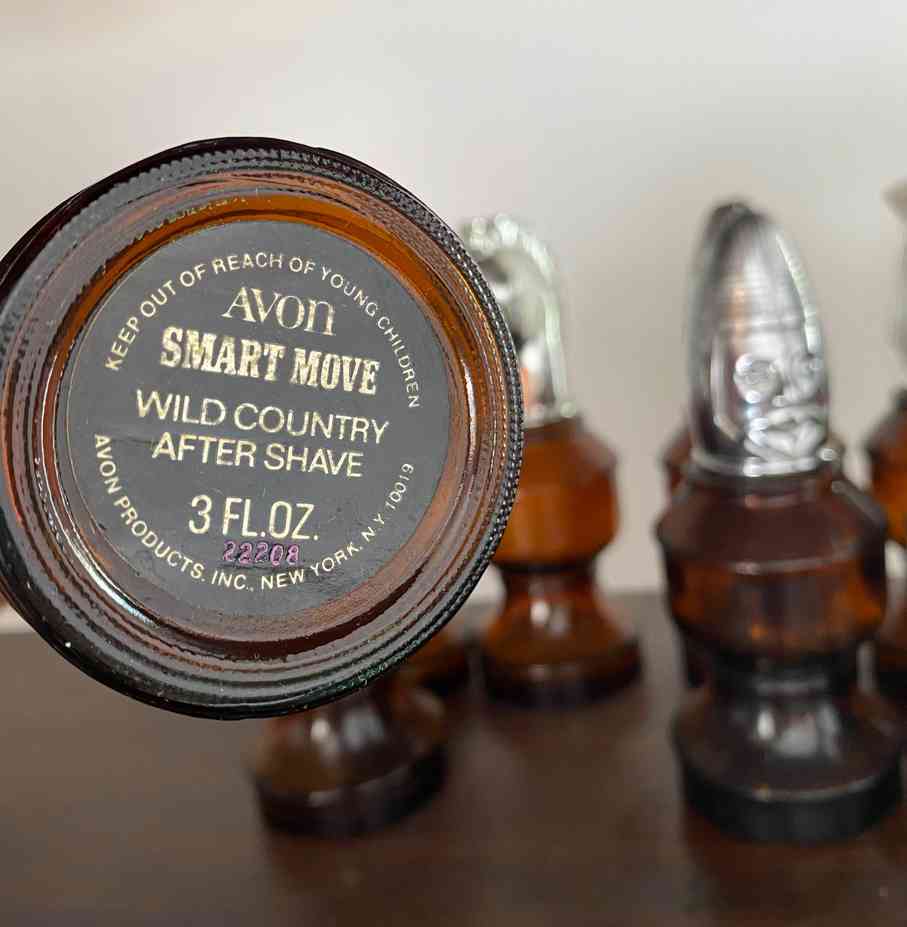 KEEP OUT OF REACH OF YOUNG CHILDREN
AVON
SMART MOVE
WILD COUNTRY
AFTER SHAVE
3 FL.OZ.
22208
AVON PRODUCTS, INC., NEW YORK, N.Y. 10019